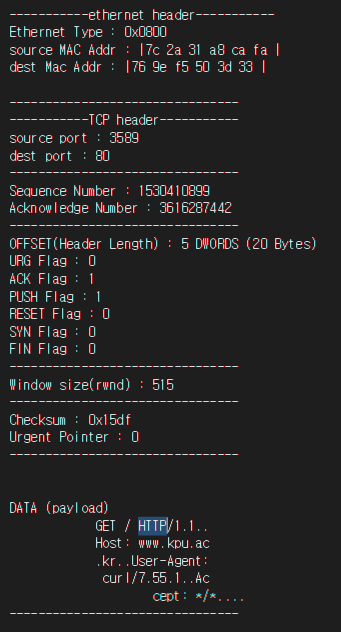 -----------ethernet header-----------
Ethernet Type : 0x0800
source MAC Addr : |7c 2a 31 a8 ca fa |
dest Mac Addr : |76 9e f5 50 3d 33 |
--------------------------------
-----------TCP header-----------
source port : 3589
dest port : 80
--------------------------------
Sequence Number : 1530410899
Acknowledge Number : 3616287442
--------------------------------
OFFSET(Header Length) : 5 DWORDS (20 Bytes)
URG Flag : 0
ACK Flag : 1
PUSH Flag : 1
RESET Flag : 0
SYN Flag : 0
FIN Flag : 0
--------------------------------
Window size(rwnd) : 515
--------------------------------
Checksum : 0x15df
Urgent Pointer : 0
--------------------------------
DATA (payload)
GET / HTTP/1.1..
Host: www.kpu.ac
.kr..User-Agent:
curl/7.55.1..Ac
cept: */*....
--------------------------------